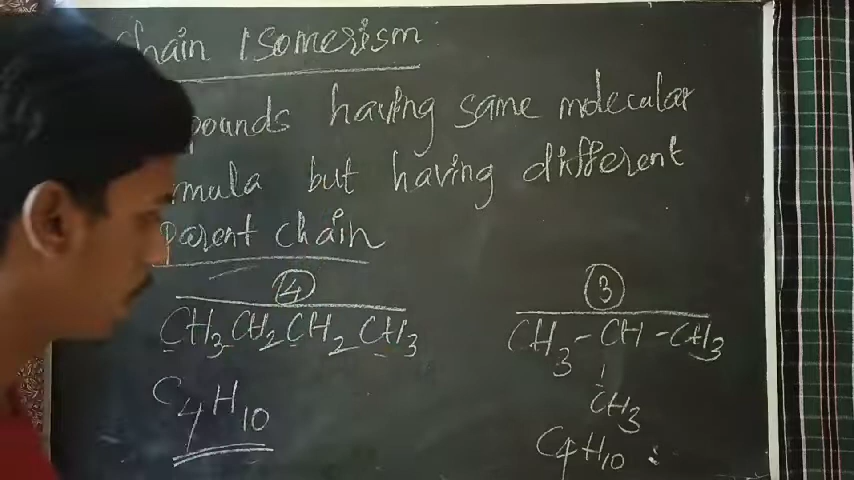 Chain Isomerism
pounds having same molecular
mula but having different
parent chain
4 3
CH3 CH2 CH2 CH3 CH3-CH-CH3
CH3
C4H10 C4H10